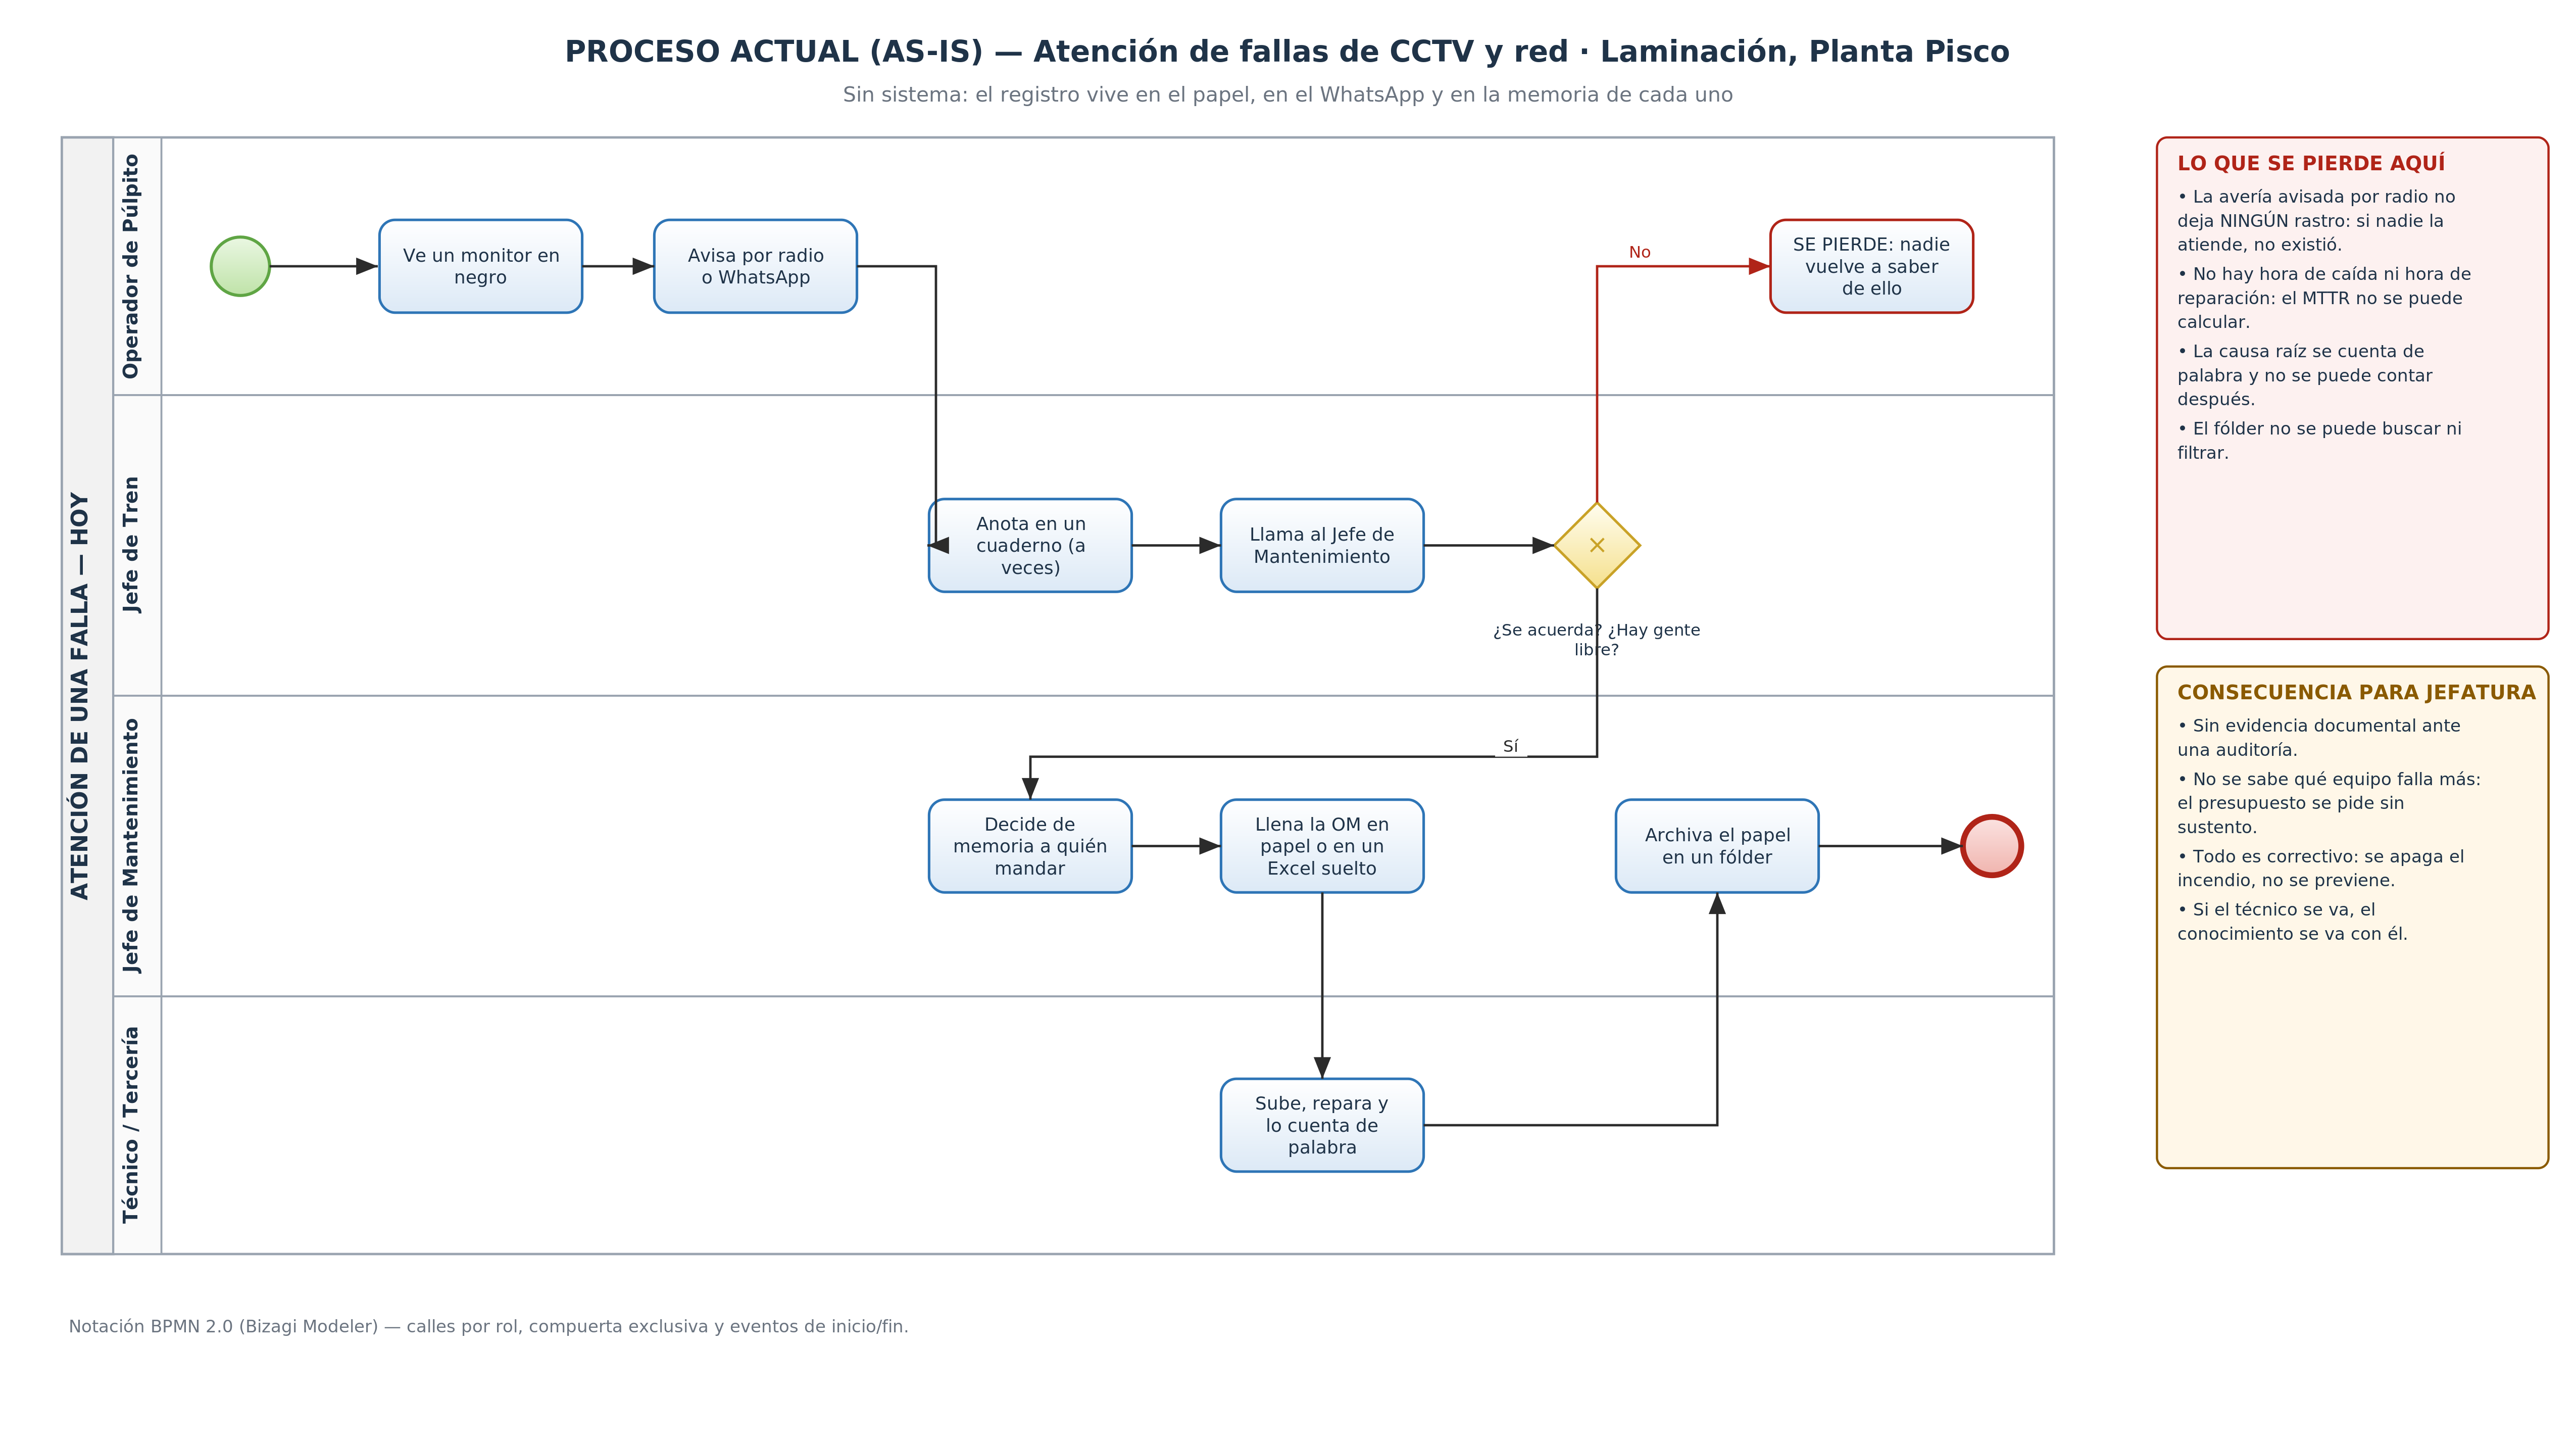 PROCESO ACTUAL (AS-IS) — Atención de fallas de CCTV y red · Laminación, Planta Pisco
Sin sistema: el registro vive en el papel, en el WhatsApp y en la memoria de cada uno
ATENCIÓN DE UNA FALLA — HOY
Operador de Púlpito
Ve un monitor en
negro
Avisa por radio
o WhatsApp
No
SE PIERDE: nadie
vuelve a saber
de ello
Jefe de Tren
Anota en un
cuaderno (a
veces)
Llama al Jefe de
Mantenimiento
¿Se acuerda? ¿Hay gente
libre?
Jefe de Mantenimiento
Sí
Decide de
memoria a quién
mandar
Llena la OM en
papel o en un
Excel suelto
Archiva el papel
en un fólder
Técnico / Tercería
Sube, repara y
lo cuenta de
palabra
LO QUE SE PIERDE AQUÍ
• La avería avisada por radio no
deja NINGÚN rastro: si nadie la
atiende, no existió.
• No hay hora de caída ni hora de
reparación: el MTTR no se puede
calcular.
• La causa raíz se cuenta de
palabra y no se puede contar
después.
• El fólder no se puede buscar ni
filtrar.
CONSECUENCIA PARA JEFATURA
• Sin evidencia documental ante
una auditoría.
• No se sabe qué equipo falla más:
el presupuesto se pide sin
sustento.
• Todo es correctivo: se apaga el
incendio, no se previene.
• Si el técnico se va, el
conocimiento se va con él.
Notación BPMN 2.0 (Bizagi Modeler) — calles por rol, compuerta exclusiva y eventos de inicio/fin.